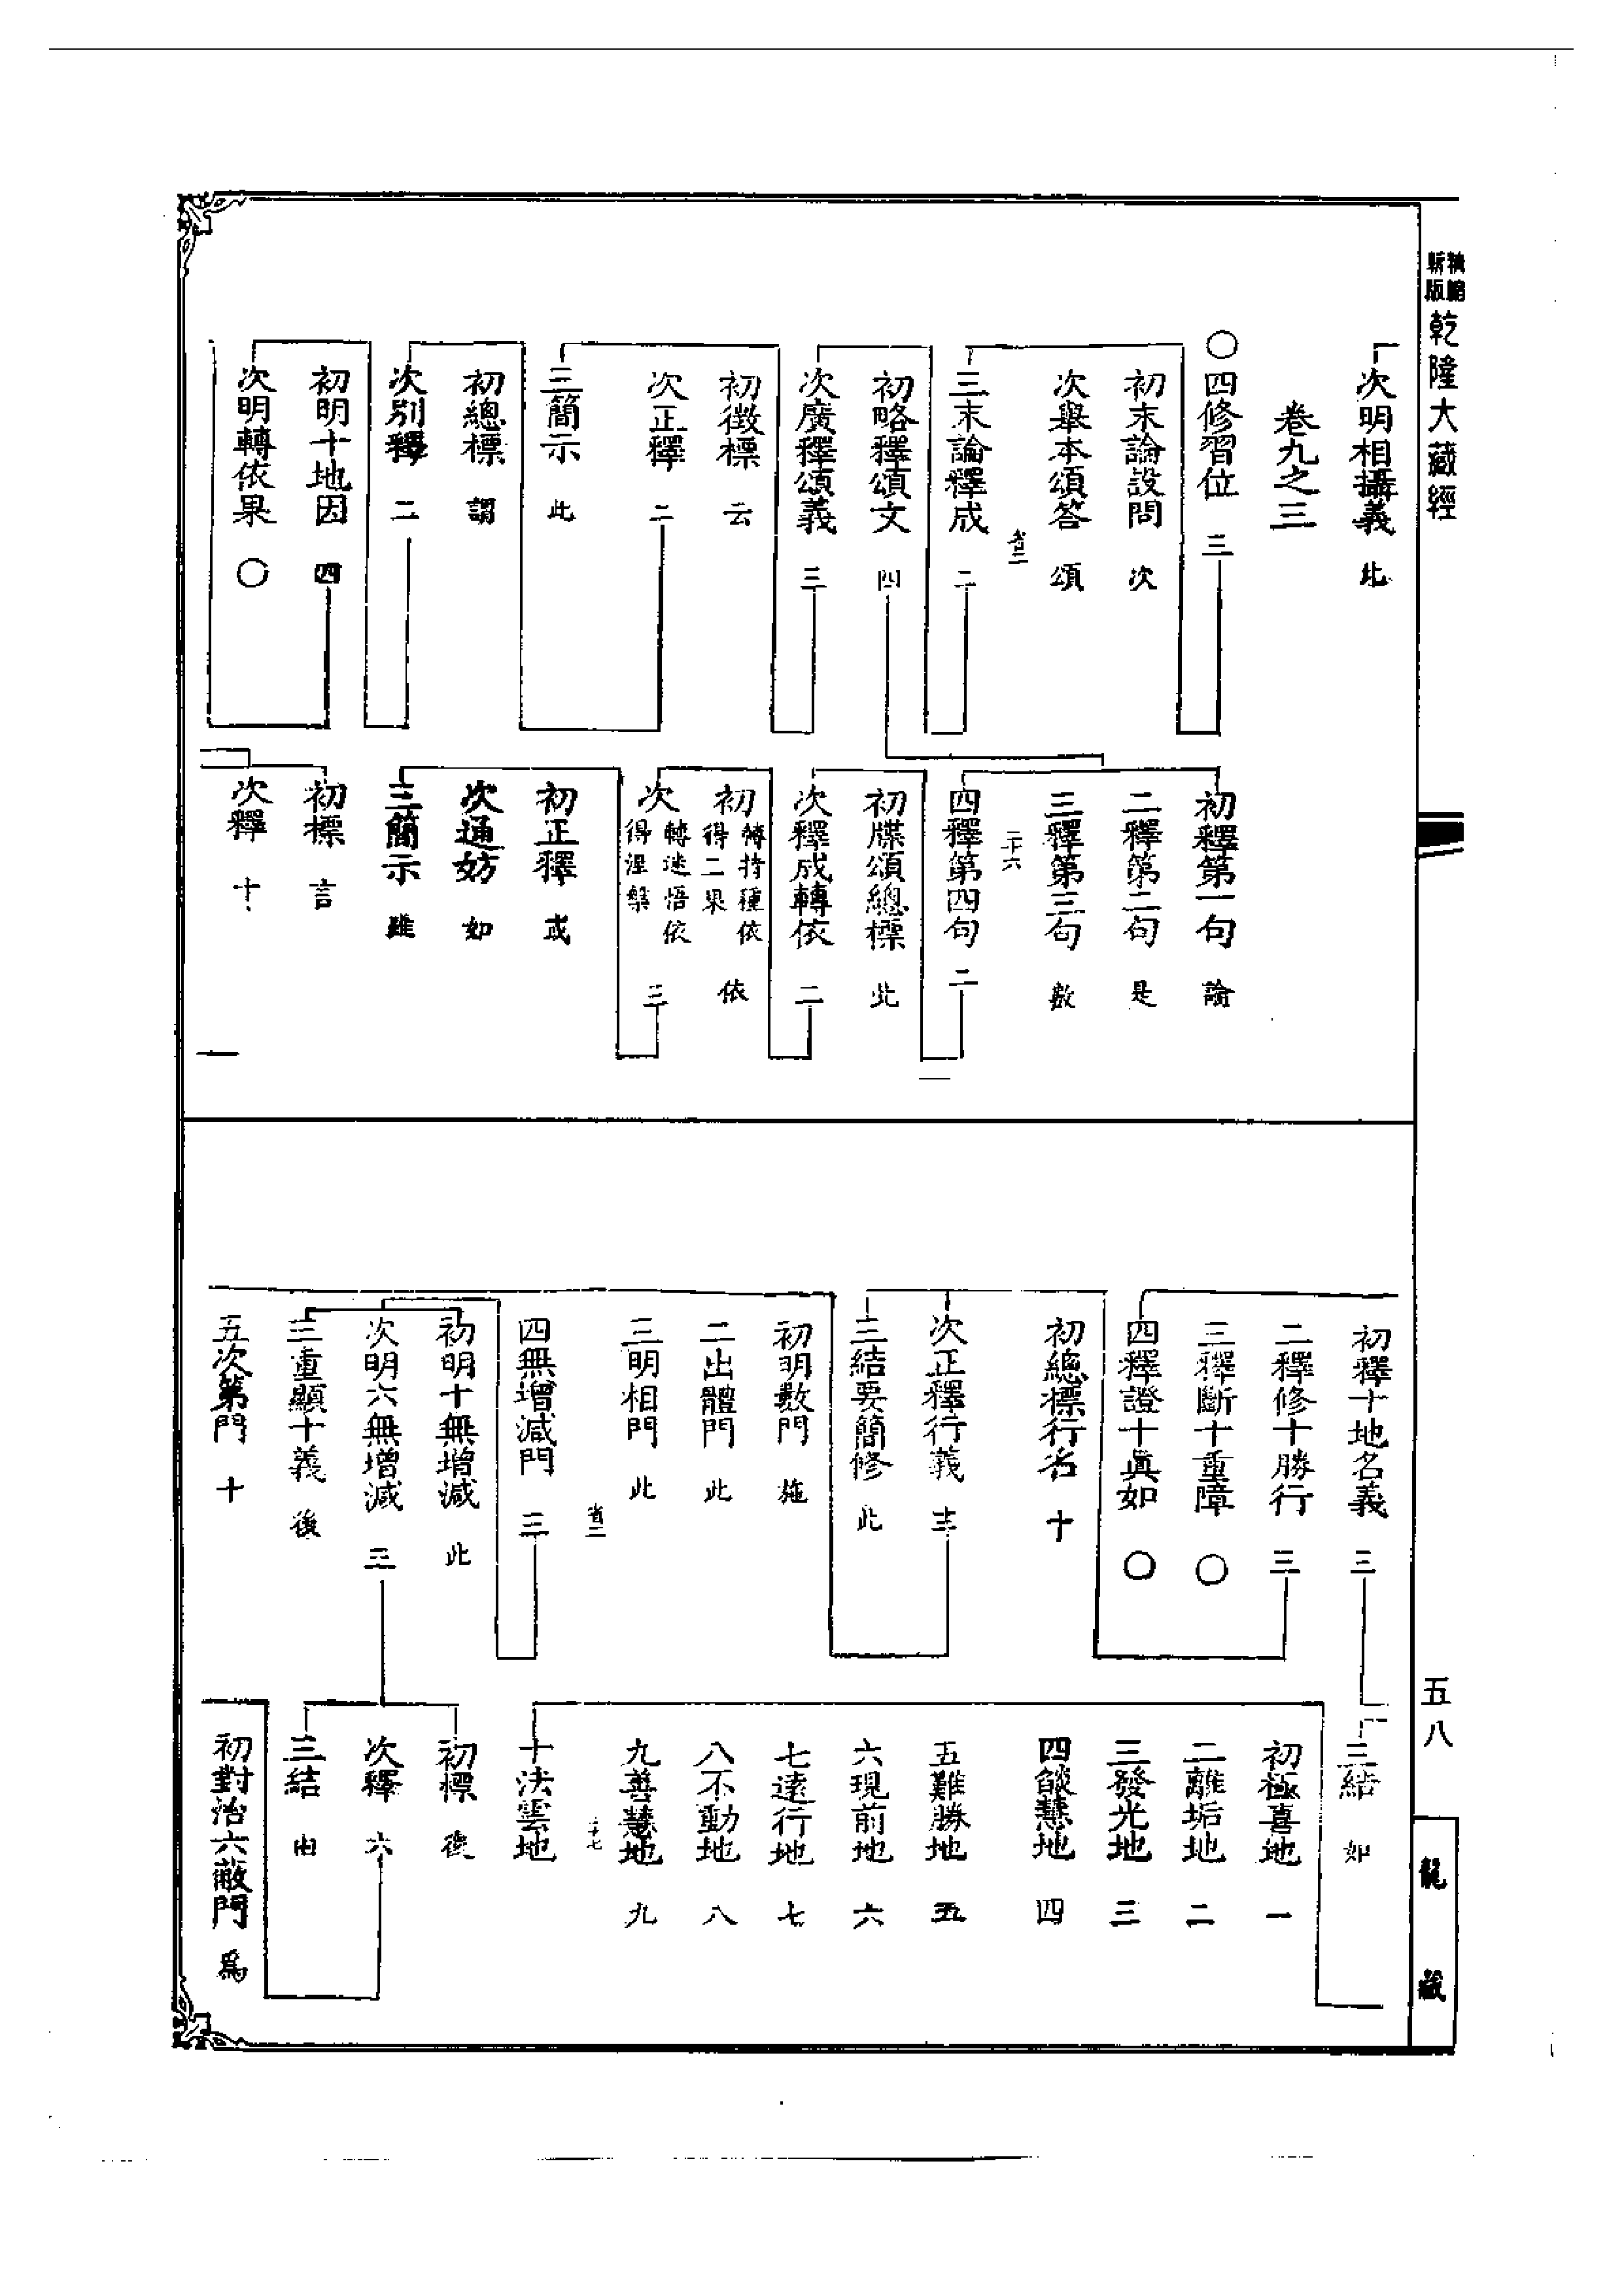 精縮
新版
乾隆大藏經
次明相攝義 此
卷九之三
○四修習位 三
初末論設問 次
次舉本頌答 頌
省二
三末論釋成 二
初略釋頌文 四
次廣釋頌義 三
初徵標 云
次正釋 二
三簡示 此
初總標 謂
次別釋 二
初明十地因 四
次明轉依果 ○
初釋第一句 論
二釋第二句 是
三釋第三句 數
二十六
四釋第四句 二
初牒頌總標 此
次釋成轉依 二
初 轉持種依 得二果 依
次 轉迷悟依 得涅槃 三
初正釋 或
次通妨 如
三簡示 雖
初標 言
次釋 十
初釋十地名義 三
二釋修十勝行 三
三釋斷十重障 ○
四釋證十眞如 ○
初總標行名 十
次正釋行義
三結要簡修 此
初明數門 施
二出體門 此
三明相門 此
省二
四無增減門 三
初明十無增減 此
次明六無增減 三
三重顯十義 後
五次第門 十
三結 如
初極喜地 一
二離垢地 二
三發光地 三
四燄慧地 四
五難勝地 五
六現前地 六
七遠行地 七
八不動地 八
九善慧地 九
二十七
十法雲地
初標 後
次釋 六
三結 由
初對治六蔽門 爲
五八
龍藏